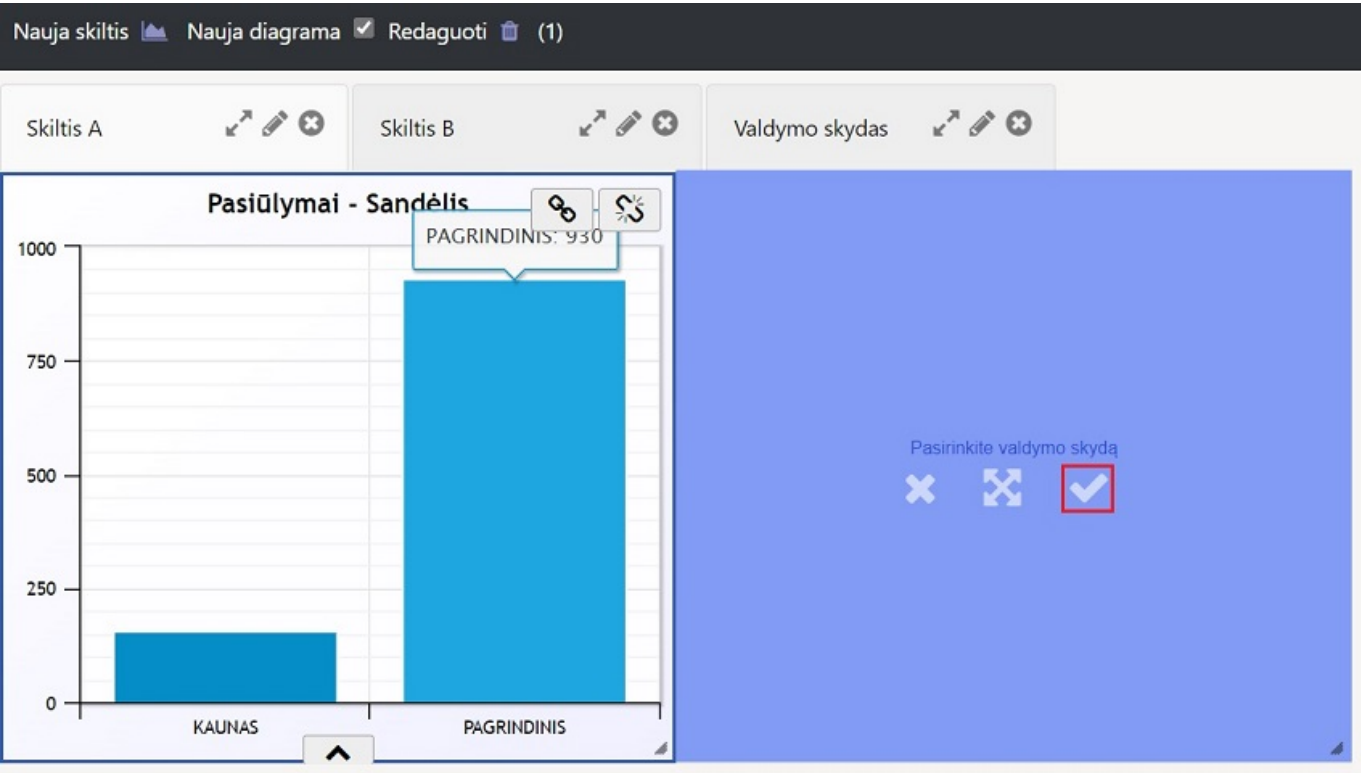 Nauja skiltis Nauja diagrama Redaguoti (1)
Skiltis A Skiltis B Valdymo skydas
Pasiūlymai - Sandėlis
PAGRINDINIS: 930
1000
750
500
250
0
KAUNAS PAGRINDINIS
Pasirinkite valdymo skydą